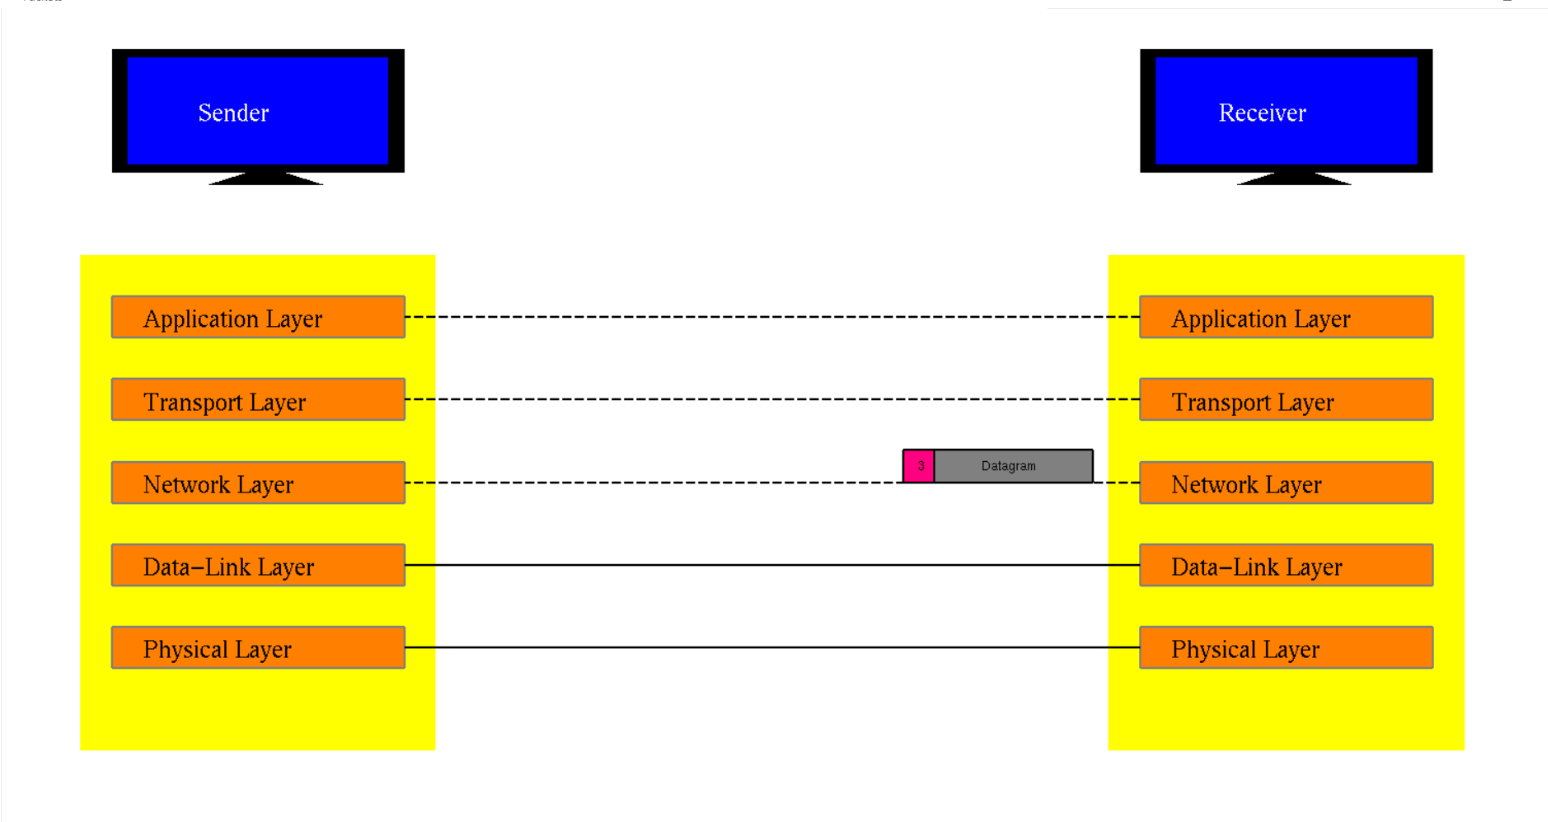 Sender
Receiver
Application Layer
Application Layer
Transport Layer
Transport Layer
3 Datagram
Network Layer
Network Layer
Data-Link Layer
Data-Link Layer
Physical Layer
Physical Layer